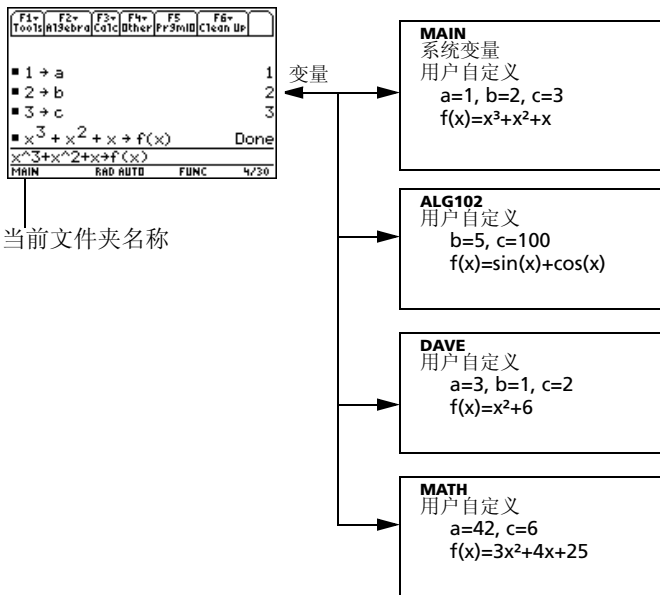 F1▾ F2▾ F3▾ F4▾ F5 F6▾
Tools Algebra Calc Other PrgmIO Clean Up
▪ 1 → a 1
▪ 2 → b 2
▪ 3 → c 3
▪ x³ + x² + x → f(x) Done
x^3+x^2+x→f(x)
MAIN RAD AUTO FUNC 4/30
当前文件夹名称
变量
MAIN
系统变量
用户自定义
a=1, b=2, c=3
f(x)=x³+x²+x
ALG102
用户自定义
b=5, c=100
f(x)=sin(x)+cos(x)
DAVE
用户自定义
a=3, b=1, c=2
f(x)=x²+6
MATH
用户自定义
a=42, c=6
f(x)=3x²+4x+25